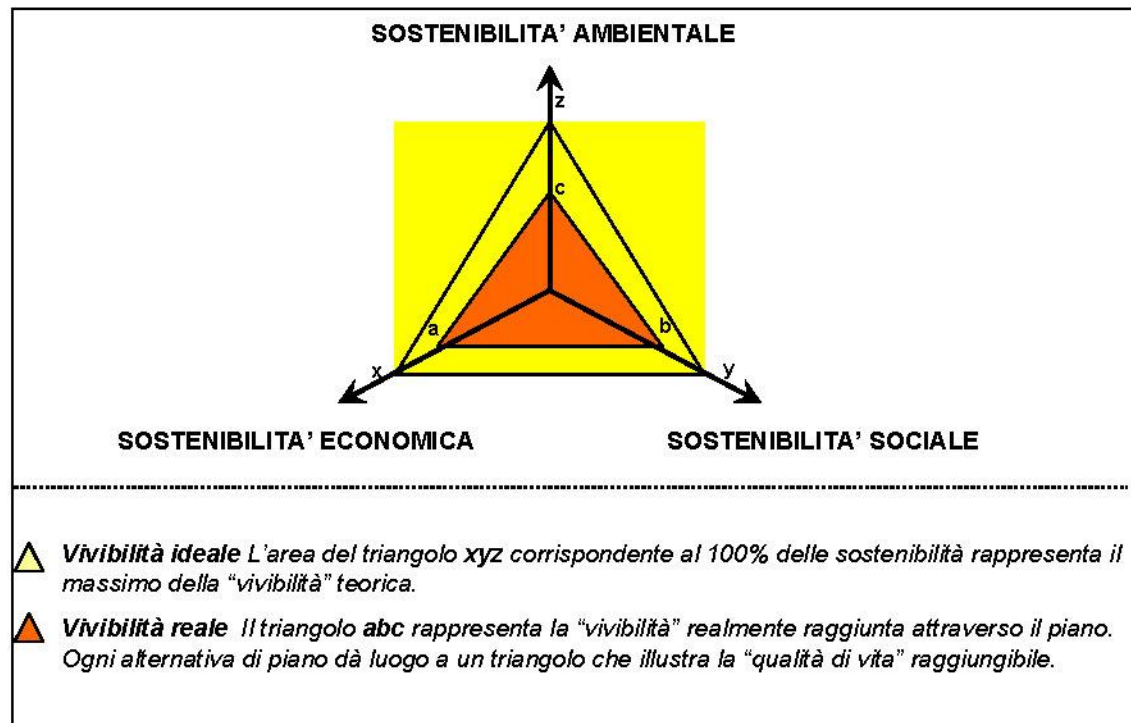 SOSTENIBILITA' AMBIENTALE
z
c
a
b
x
y
SOSTENIBILITA' ECONOMICA
SOSTENIBILITA' SOCIALE
Vivibilità ideale L'area del triangolo xyz corrispondente al 100% delle sostenibilità rappresenta il
massimo della “vivibilità” teorica.
Vivibilità reale Il triangolo abc rappresenta la “vivibilità” realmente raggiunta attraverso il piano.
Ogni alternativa di piano dà luogo a un triangolo che illustra la “qualità di vita” raggiungibile.